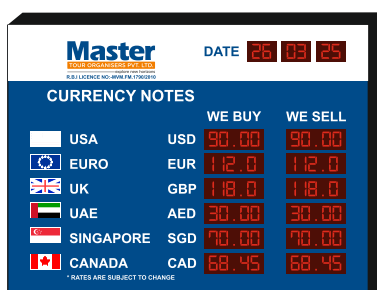 Master
TOUR ORGANISERS PVT. LTD.
explore new horizons
R.B.I LICENCE NO:-MVM.FM.1790/2010
DATE 26 03 25
CURRENCY NOTES
WE BUY WE SELL
USA USD 90.00 90.00
EURO EUR 112.0 112.0
UK GBP 118.0 118.0
UAE AED 30.00 30.00
SINGAPORE SGD 70.00 70.00
CANADA CAD 68.45 68.45
* RATES ARE SUBJECT TO CHANGE